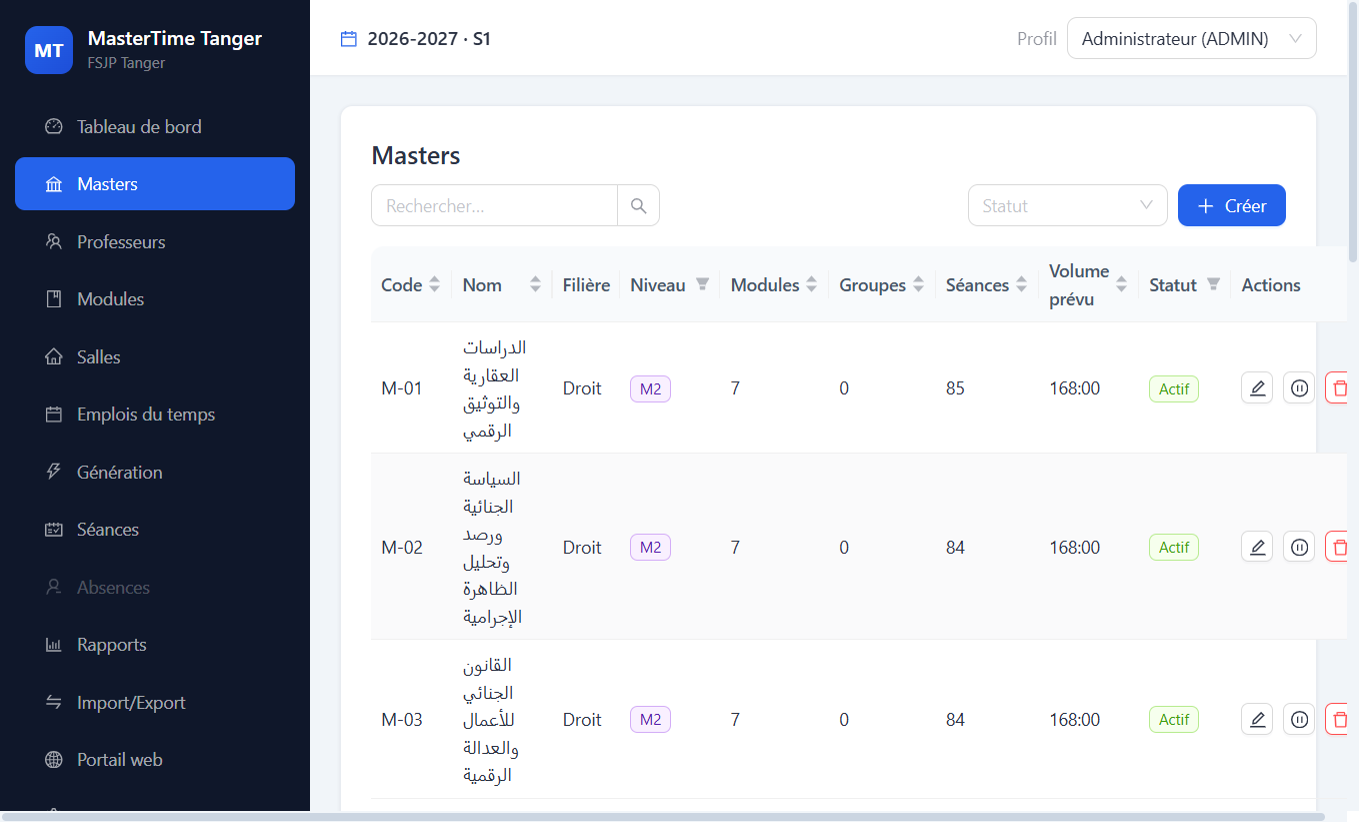 MT
MasterTime Tanger
FSJP Tanger
Tableau de bord
Masters
Professeurs
Modules
Salles
Emplois du temps
Génération
Séances
Absences
Rapports
Import/Export
Portail web
2026-2027 · S1
Profil
Administrateur (ADMIN)
Masters
Rechercher...
Statut
Créer
Code
Nom
Filière
Niveau
Modules
Groupes
Séances
Volume
prévu
Statut
Actions
M-01
الدراسات
العقارية
والتوثيق
الرقمي
Droit
M2
7
0
85
168:00
Actif
M-02
السياسة
الجنائية
ورصد
وتحليل
الظاهرة
الإجرامية
Droit
M2
7
0
84
168:00
Actif
M-03
القانون
الجنائي
للأعمال
والعدالة
الرقمية
Droit
M2
7
0
84
168:00
Actif